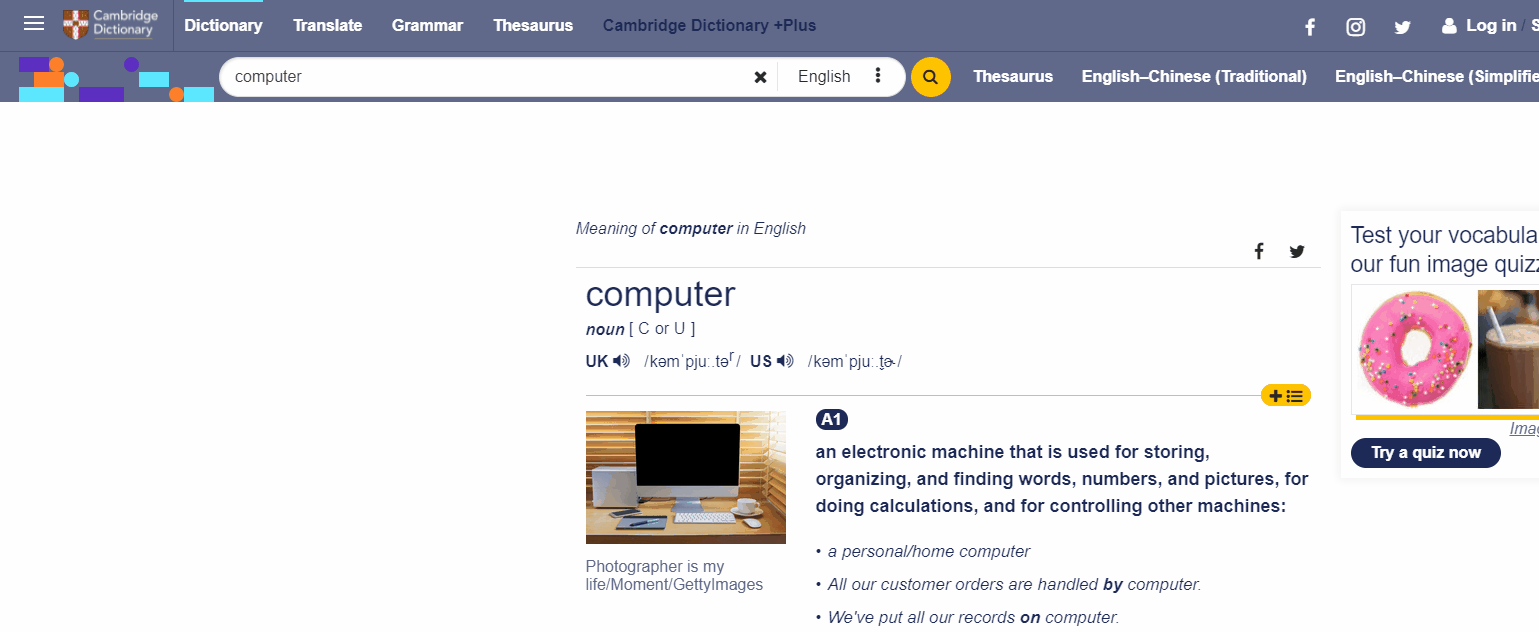 Cambridge
Dictionary
Dictionary Translate Grammar Thesaurus Cambridge Dictionary +Plus
Log in /
computer
English
Thesaurus English–Chinese (Traditional) English–Chinese
Meaning of computer in English
computer
noun [ C or U ]
UK /kəmˈpjuː.təʳ/ US /kəmˈpjuː.t̬ɚ/
A1
an electronic machine that is used for storing,
organizing, and finding words, numbers, and pictures, for
doing calculations, and for controlling other machines:
• a personal/home computer
• All our customer orders are handled by computer.
• We've put all our records on computer.
Photographer is my
life/Moment/GettyImages
Test your
our fun image
Try a quiz now